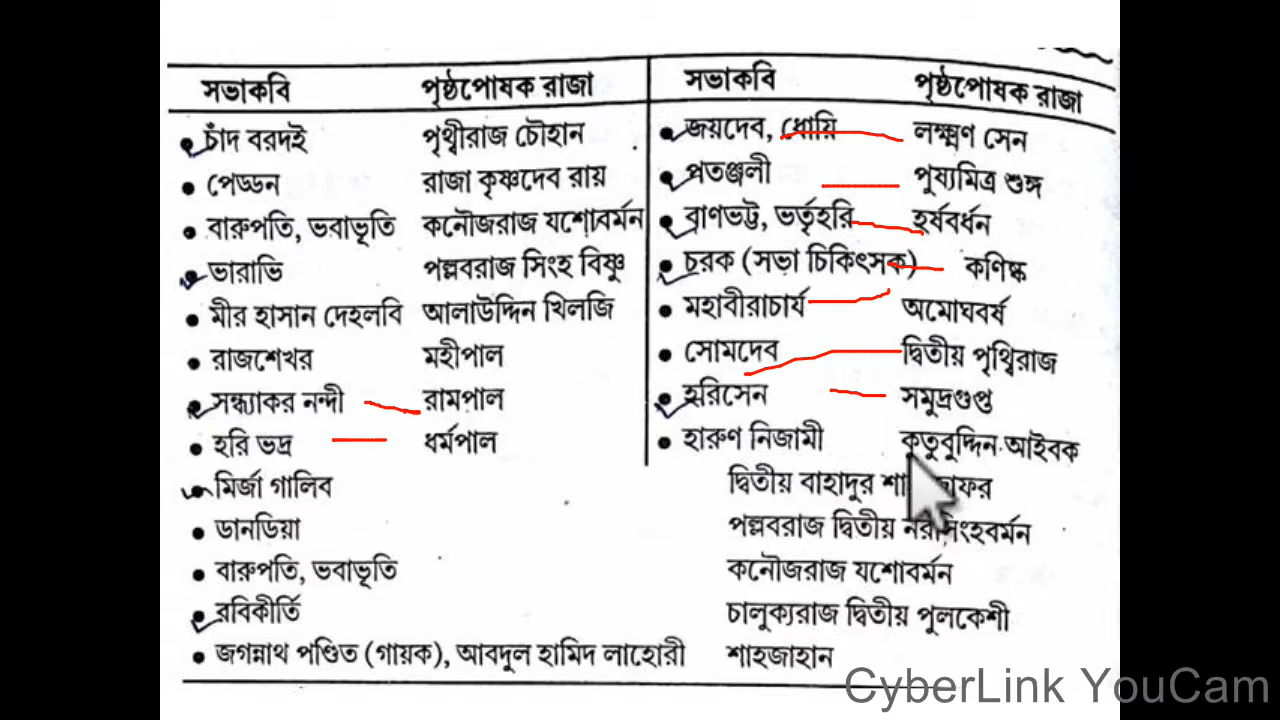 সভাকবি পৃষ্ঠপোষক রাজা
চাঁদ বরদই পৃথ্বীরাজ চৌহান
পেড্ডন রাজা কৃষ্ণদেব রায়
বারুপতি, ভবাভূতি কনৌজরাজ যশোবর্মন
ভারাভি পল্লবরাজ সিংহ বিষ্ণু
মীর হাসান দেহলবি আলাউদ্দিন খিলজি
রাজশেখর মহীপাল
সন্ধ্যাকর নন্দী রামপাল
হরি ভদ্র ধর্মপাল
সভাকবি পৃষ্ঠপোষক রাজা
জয়দেব, ধোয়ি লক্ষ্মণ সেন
প্রতঞ্জলী পুষ্যমিত্র শুঙ্গ
ব্রাণভট্ট, ভর্তৃহরি হর্ষবর্ধন
চরক (সভা চিকিৎসক) কণিষ্ক
মহাবীরাচার্য অমোঘবর্ষ
সোমদেব দ্বিতীয় পৃথ্বিরাজ
হরিসেন সমুদ্রগুপ্ত
হারুণ নিজামী কুতুবুদ্দিন আইবক
মির্জা গালিব দ্বিতীয় বাহাদুর
ডানডিয়া পল্লবরাজ দ্বিতীয় নরসিংহবর্মন
বারুপতি, ভবাভূতি কনৌজরাজ যশোবর্মন
রবিকীর্তি চালুক্যরাজ দ্বিতীয় পুলকেশী
জগন্নাথ পণ্ডিত (গায়ক), আবদুল হামিদ লাহোরী শাহজাহান
CyberLink YouCam